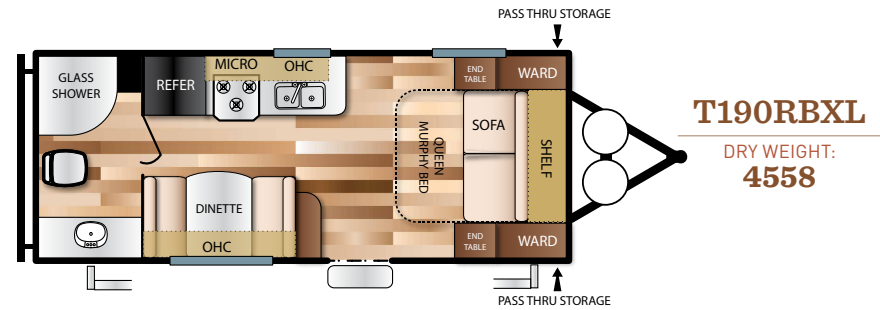 PASS THRU STORAGE
GLASS
SHOWER
REFER
MICRO
OHC
END
TABLE
WARD
SOFA
QUEEN
MURPHY BED
SHELF
DINETTE
OHC
END
TABLE
WARD
PASS THRU STORAGE
T190RBXL
DRY WEIGHT:
4558